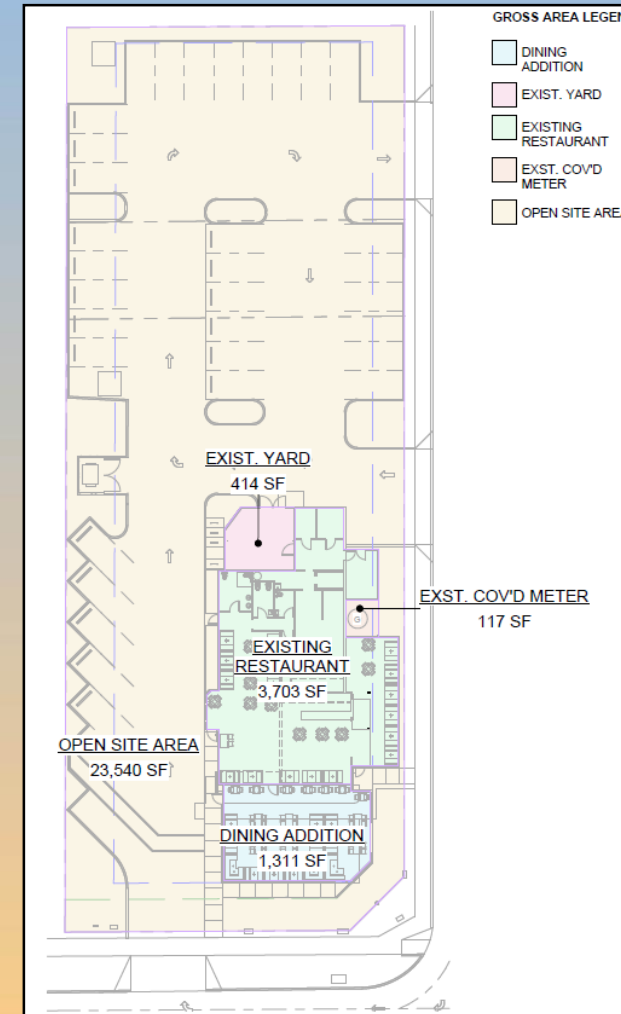 GROSS AREA LEGEN
DINING
ADDITION
EXIST. YARD
EXISTING
RESTAURANT
EXST. COV'D
METER
OPEN SITE ARE
EXIST. YARD
414 SF
EXST. COV'D METER
117 SF
EXISTING
RESTAURANT
3,703 SF
OPEN SITE AREA
23,540 SF
DINING ADDITION
1,311 SF
G